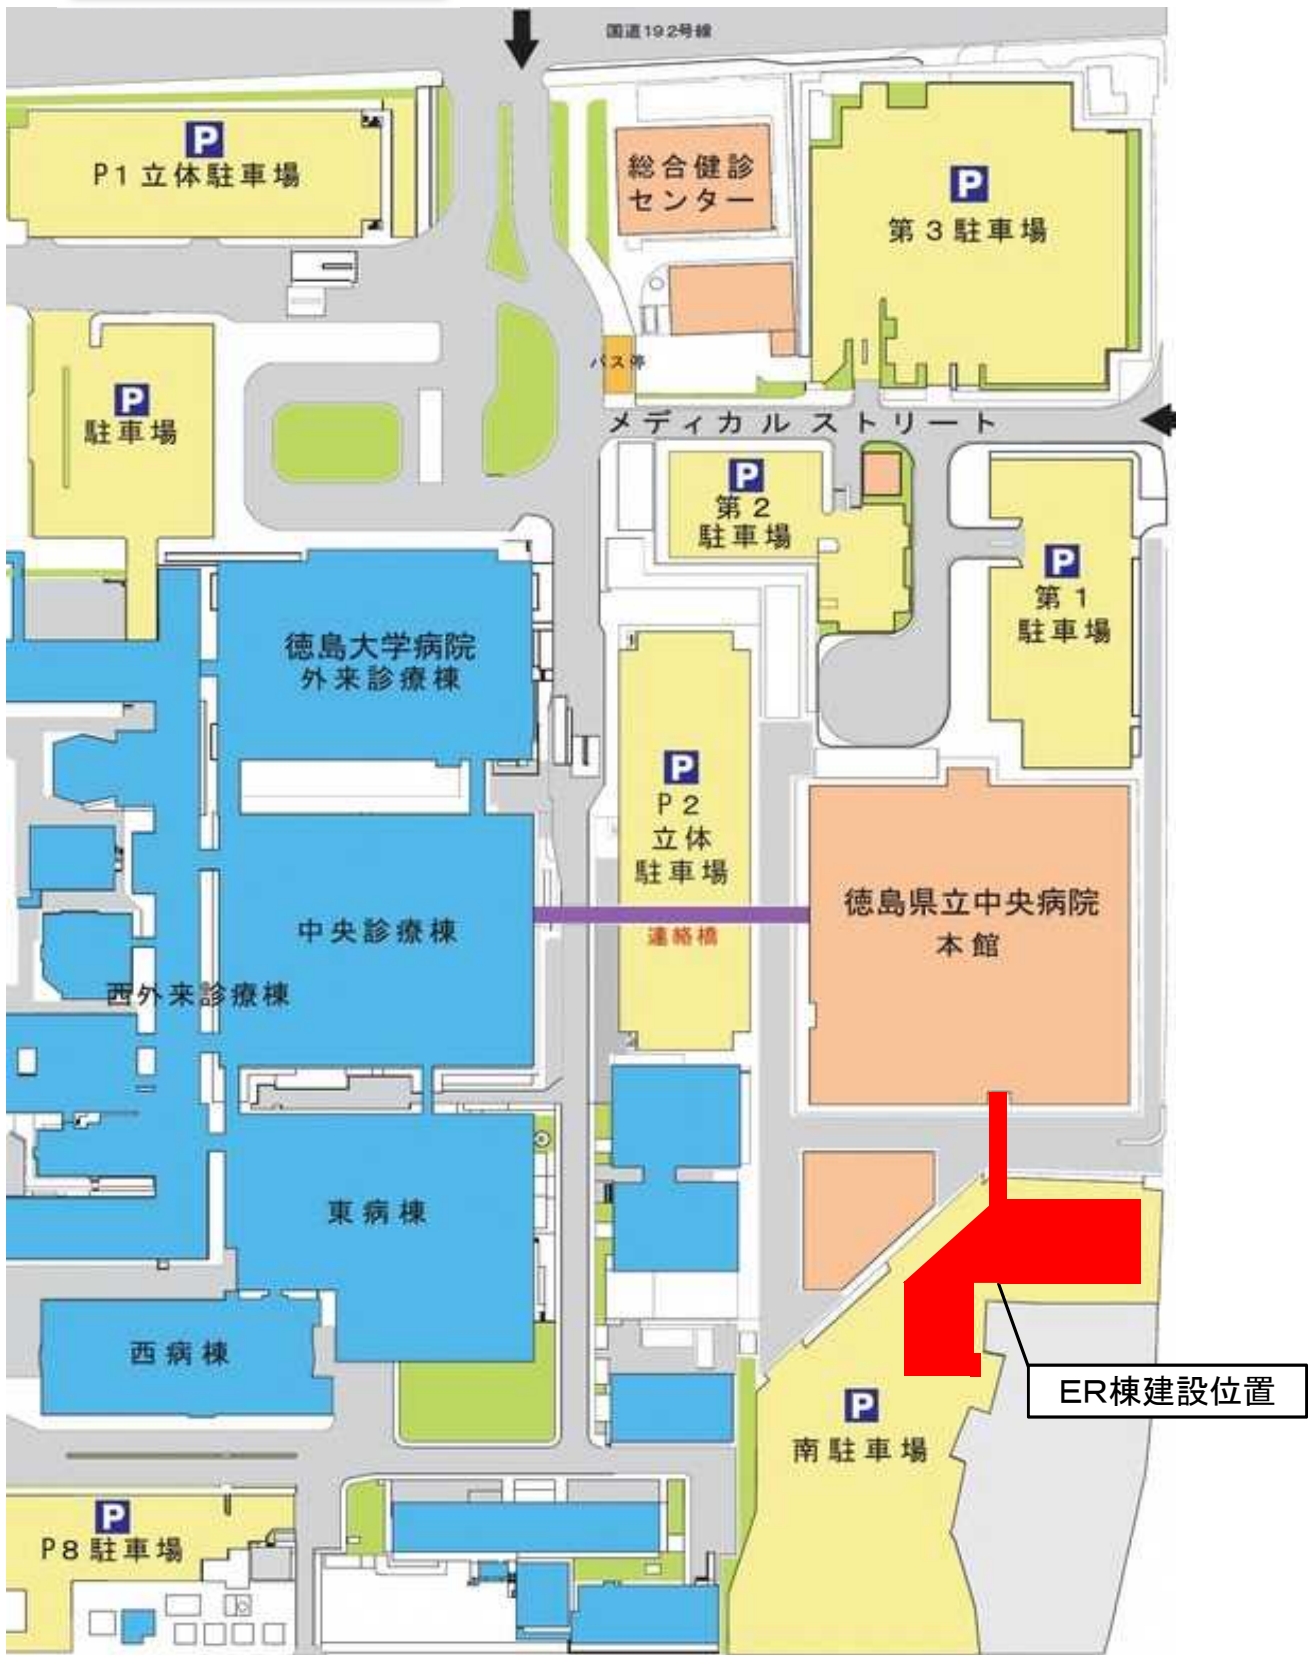 国道192号線
P
P1立体駐車場
総合健診
センター
P
第3駐車場
バス停
P
駐車場
メディカルストリート
P
第2
駐車場
P
第1
駐車場
徳島大学病院
外来診療棟
P
P2
立体
駐車場
徳島県立中央病院
本館
中央診療棟
連絡橋
西外来診療棟
東病棟
西病棟
ER棟建設位置
P
南駐車場
P
P8駐車場